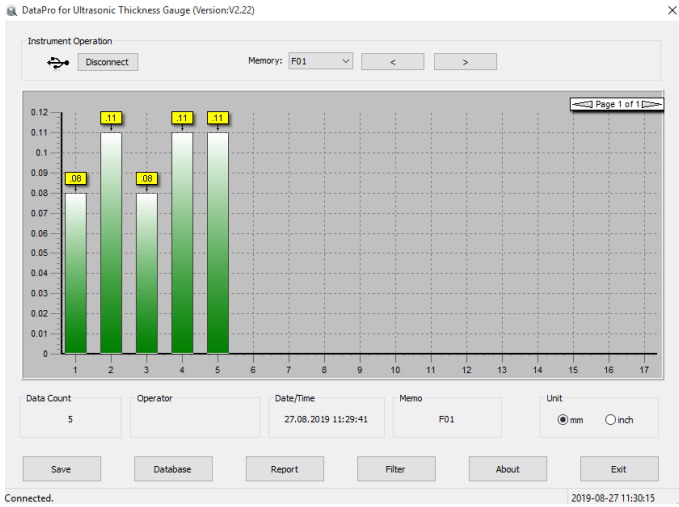 DataPro for Ultrasonic Thickness Gauge (Version:V2.22)
Instrument Operation
Disconnect
Memory: F01
<
>
Page 1 of 1
0.12
0.11
0.1
0.09
0.08
0.07
0.06
0.05
0.04
0.03
0.02
0.01
0
.08
.11
.08
.11
.11
1 2 3 4 5 6 7 8 9 10 11 12 13 14 15 16 17
Data Count
5
Operator
Date/Time
27.08.2019 11:29:41
Memo
F01
Unit
mm inch
Save Database Report Filter About Exit
Connected. 2019-08-27 11:30:15